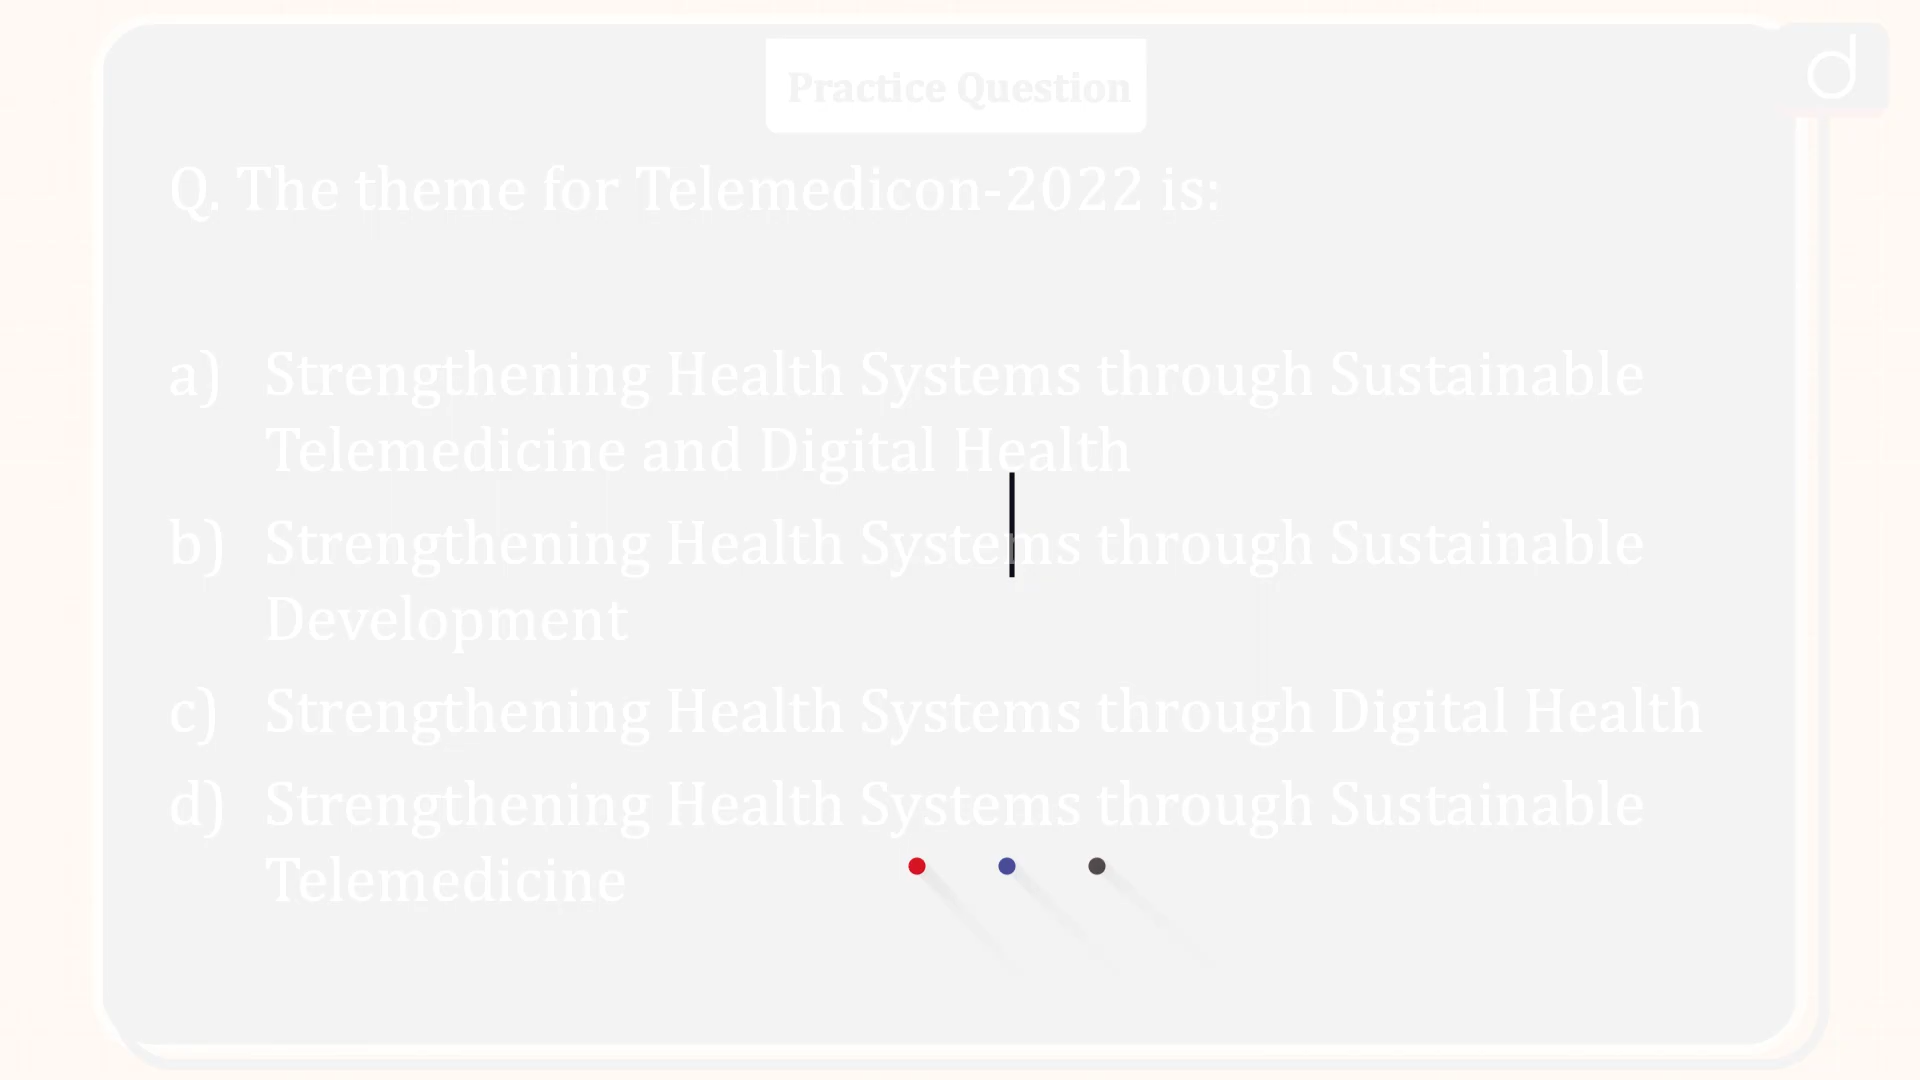 Practice Question
Q. The theme for Telemedicon-2022 is:
a) Strengthening Health Systems through Sustainable
Telemedicine and Digital Health
b) Strengthening Health Systems through Sustainable
Development
c) Strengthening Health Systems through Digital Health
d) Strengthening Health Systems through Sustainable
Telemedicine